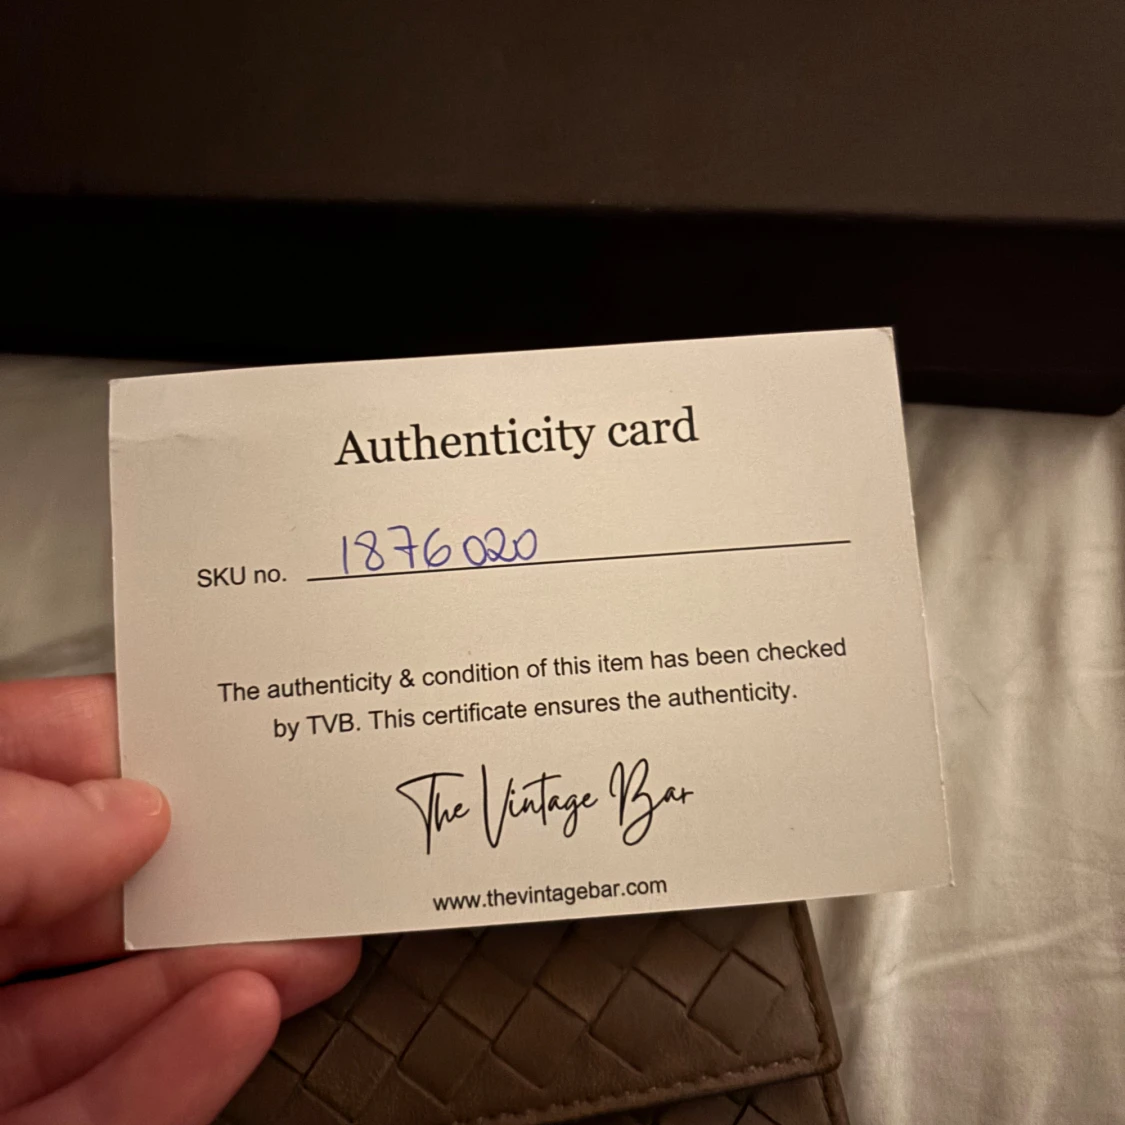 Authenticity card
SKU no. 1876020
The authenticity & condition of this item has been checked
by TVB. This certificate ensures the authenticity.
The Vintage Bar
www.thevintagebar.com